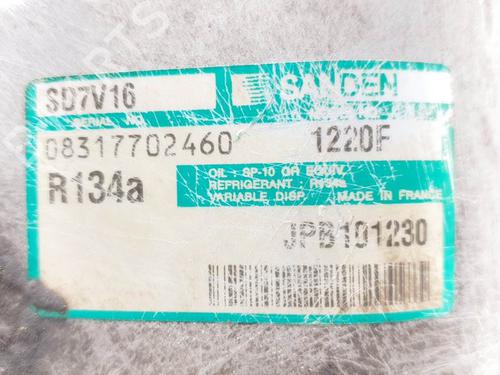 SD7V16
SANDEN
SERIAL NO.
08317702460
1220F
R134a
OIL : SP-10 OR EQUIV.
REFRIGERANT : R134a
VARIABLE DISP. MADE IN FRANCE
JPB101230